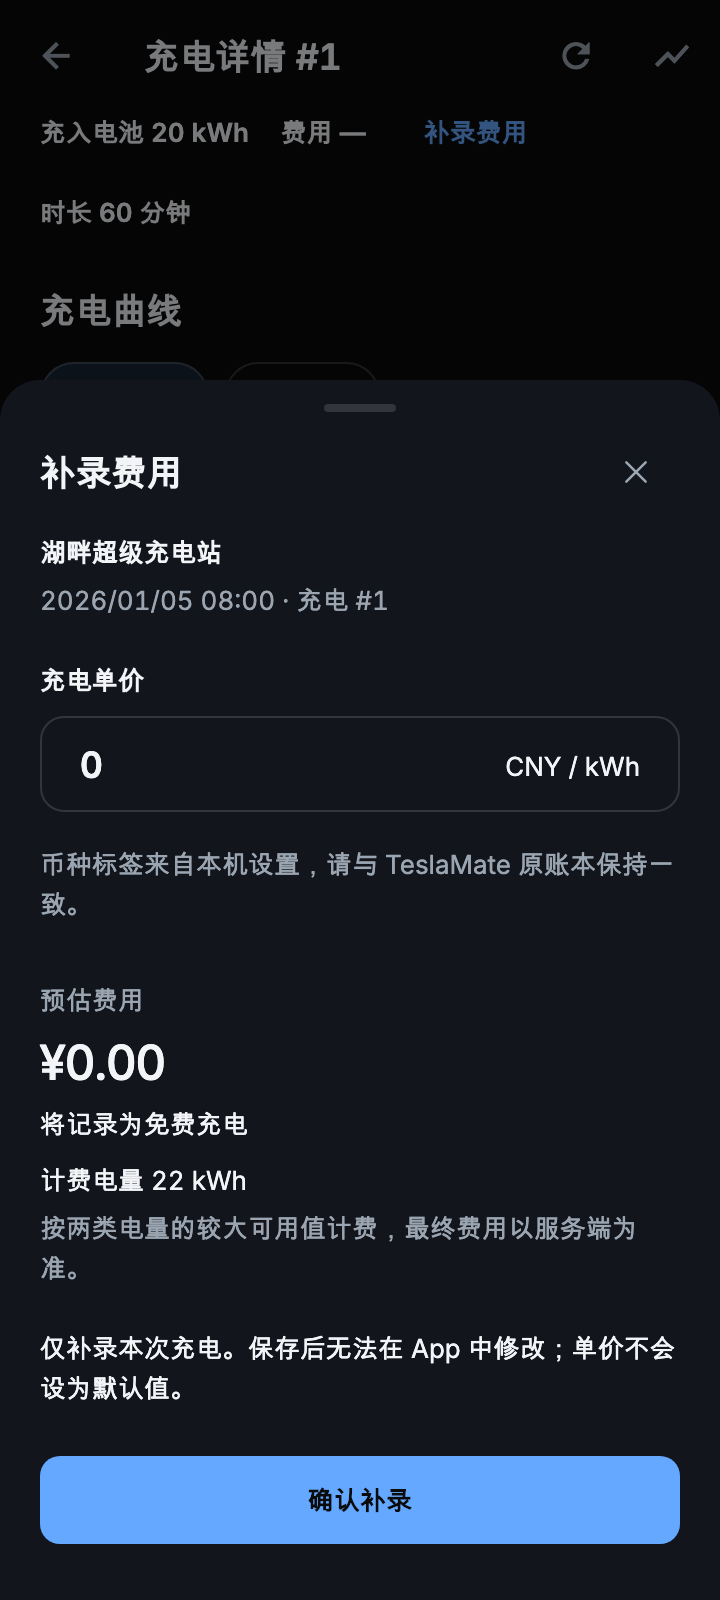 充电详情 #1
充入电池 20 kWh 费用 — 补录费用
时长 60 分钟
充电曲线
补录费用
湖畔超级充电站
2026/01/05 08:00 · 充电 #1
充电单价
0 CNY / kWh
币种标签来自本机设置，请与 TeslaMate 原账本保持一
致。
预估费用
¥0.00
将记录为免费充电
计费电量 22 kWh
按两类电量的较大可用值计费，最终费用以服务端为
准。
仅补录本次充电。保存后无法在 App 中修改；单价不会
设为默认值。
确认补录